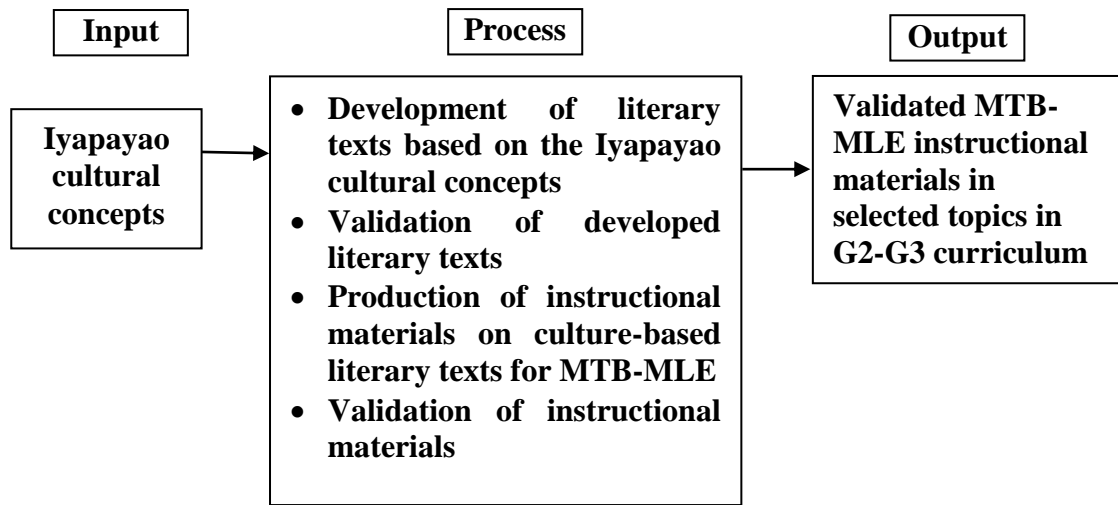 Input
Process
Output
Iyapayao
cultural
concepts
• Development of literary
texts based on the Iyapayao
cultural concepts
• Validation of developed
literary texts
• Production of instructional
materials on culture-based
literary texts for MTB-MLE
• Validation of instructional
materials
Validated MTB-
MLE instructional
materials in
selected topics in
G2-G3 curriculum